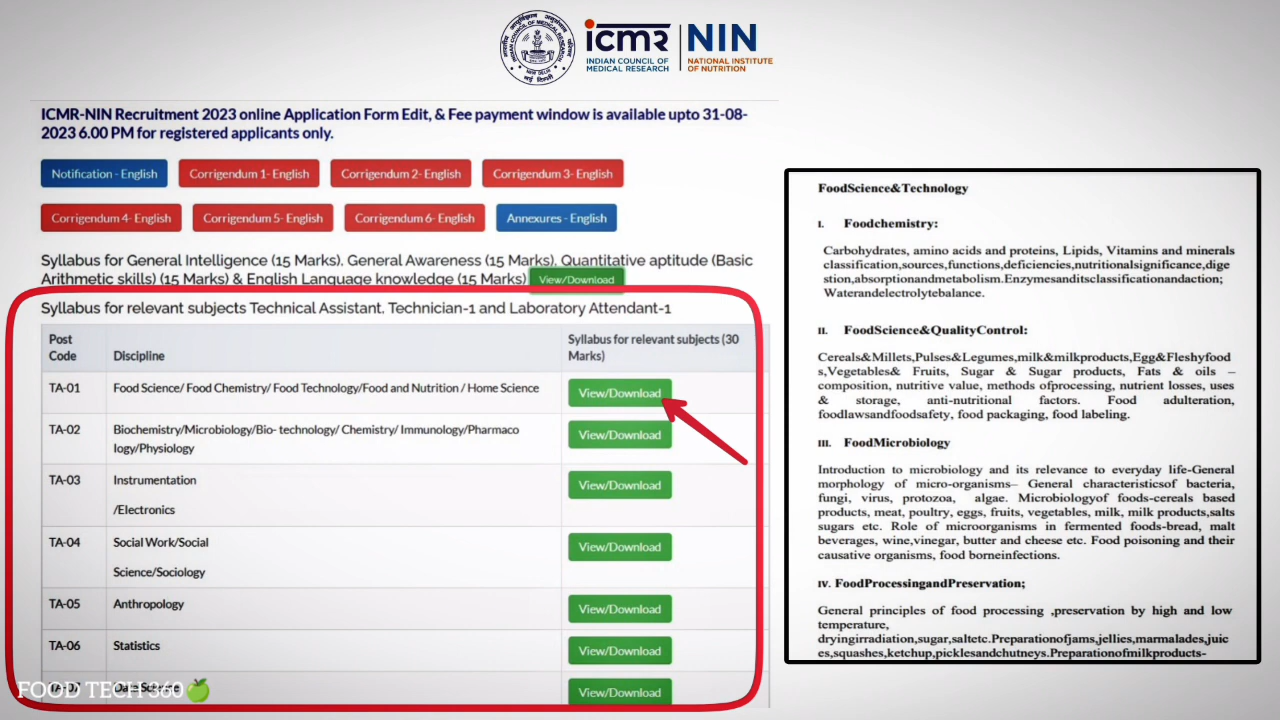 icmr
INDIAN COUNCIL OF
MEDICAL RESEARCH
NIN
NATIONAL INSTITUTE
OF NUTRITION
ICMR-NIN Recruitment 2023 online Application Form Edit, & Fee payment window is available upto 31-08-
2023 6.00 PM for registered applicants only.
Notification - English
Corrigendum 1- English
Corrigendum 2- English
Corrigendum 3- English
Corrigendum 4- English
Corrigendum 5- English
Corrigendum 6- English
Annexures - English
Syllabus for General Intelligence (15 Marks), General Awareness (15 Marks), Quantitative aptitude (Basic
Arithmetic skills) (15 Marks) & English Language knowledge (15 Marks) View/Download
Syllabus for relevant subjects Technical Assistant, Technician-1 and Laboratory Attendant-1
Post
Code
Discipline
Syllabus for relevant subjects (30
Marks)
TA-01 Food Science/ Food Chemistry/ Food Technology/Food and Nutrition / Home Science View/Download
TA-02 Biochemistry/Microbiology/Bio- technology/ Chemistry/ Immunology/Pharmaco View/Download
logy/Physiology
TA-03 Instrumentation View/Download
/Electronics
TA-04 Social Work/Social View/Download
Science/Sociology
TA-05 Anthropology View/Download
TA-06 Statistics View/Download
View/Download
FOOD TECH 360
FoodScience&Technology
I. Foodchemistry:
Carbohydrates, amino acids and proteins, Lipids, Vitamins and minerals
classification,sources,functions,deficiencies,nutritionalsignificance,dige
stion,absorptionandmetabolism.Enzymesanditsclassificationandaction;
Waterandelectrolytebalance.
II. FoodScience&QualityControl:
Cereals&Millets,Pulses&Legumes,milk&milkproducts,Egg&Fleshyfood
s,Vegetables& Fruits, Sugar & Sugar products, Fats & oils –
composition, nutritive value, methods ofprocessing, nutrient losses, uses
& storage, anti-nutritional factors. Food adulteration,
foodlawsandfoodsafety, food packaging, food labeling.
III. FoodMicrobiology
Introduction to microbiology and its relevance to everyday life-General
morphology of micro-organisms– General characteristicsof bacteria,
fungi, virus, protozoa, algae. Microbiologyof foods-cereals based
products, meat, poultry, eggs, fruits, vegetables, milk, milk products,salts
sugars etc. Role of microorganisms in fermented foods-bread, malt
beverages, wine,vinegar, butter and cheese etc. Food poisoning and their
causative organisms, food borneinfections.
IV. FoodProcessingandPreservation;
General principles of food processing ,preservation by high and low
temperature,
dryingirradiation,sugar,saltetc.Preparationofjams,jellies,marmalades,juic
es,squashes,ketchup,picklesandchutneys.Preparationofmilkproducts-